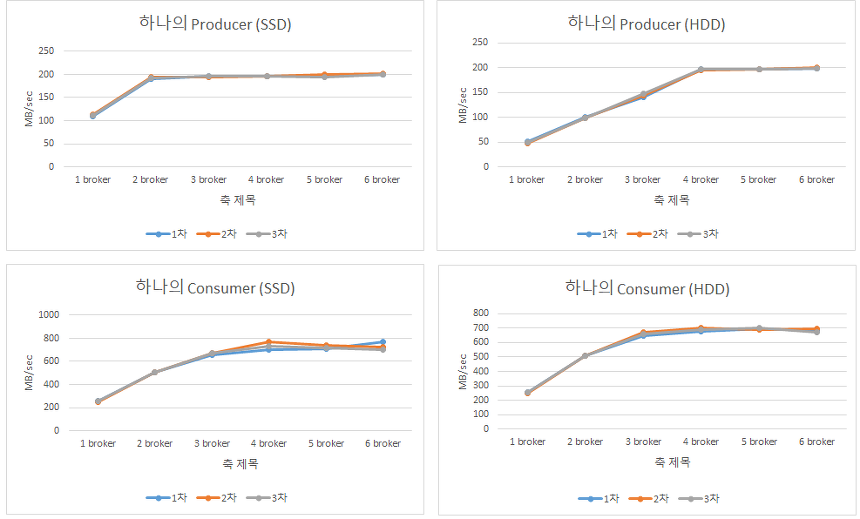 하나의 Producer (SSD)
250
200
150
100
50
0
MB/sec
1 broker 2 broker 3 broker 4 broker 5 broker 6 broker
축 제목
1차 2차 3차
하나의 Producer (HDD)
250
200
150
100
50
0
MB/sec
1 broker 2 broker 3 broker 4 broker 5 broker 6 broker
축 제목
1차 2차 3차
하나의 Consumer (SSD)
1000
800
600
400
200
0
MB/sec
1 broker 2 broker 3 broker 4 broker 5 broker 6 broker
축 제목
1차 2차 3차
하나의 Consumer (HDD)
800
700
600
500
400
300
200
100
0
MB/sec
1 broker 2 broker 3 broker 4 broker 5 broker 6 broker
축 제목
1차 2차 3차